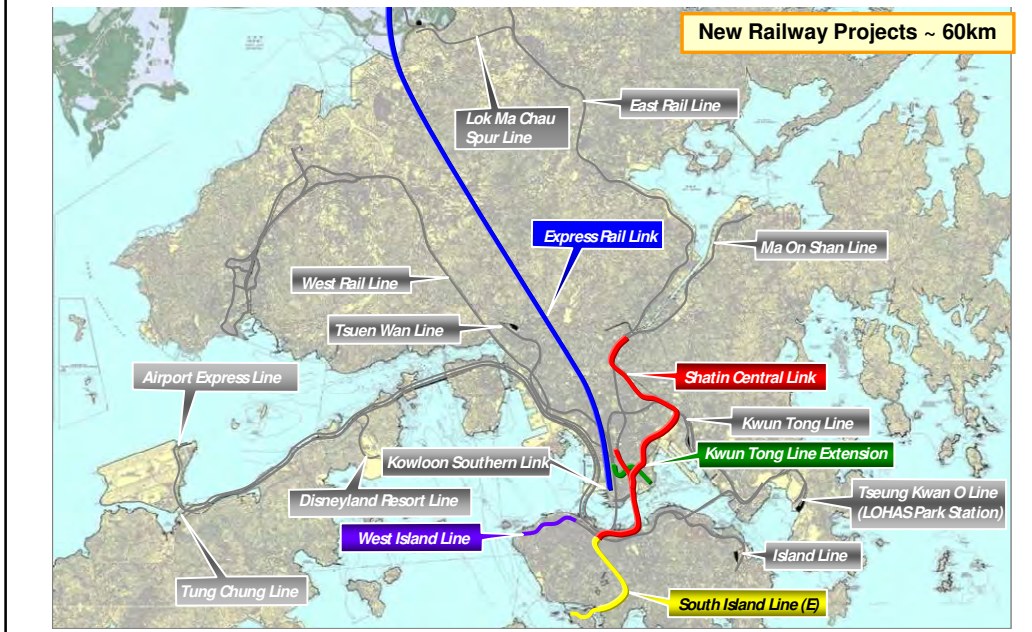 New Railway Projects ~ 60km
East Rail Line
Lok Ma Chau
Spur Line
Express Rail Link
Ma On Shan Line
West Rail Line
Tsuen Wan Line
Airport Express Line
Shatin Central Link
Kwun Tong Line
Kowloon Southern Link
Kwun Tong Line Extension
Disneyland Resort Line
Tseung Kwan O Line
(LOHAS Park Station)
West Island Line
Island Line
Tung Chung Line
South Island Line (E)